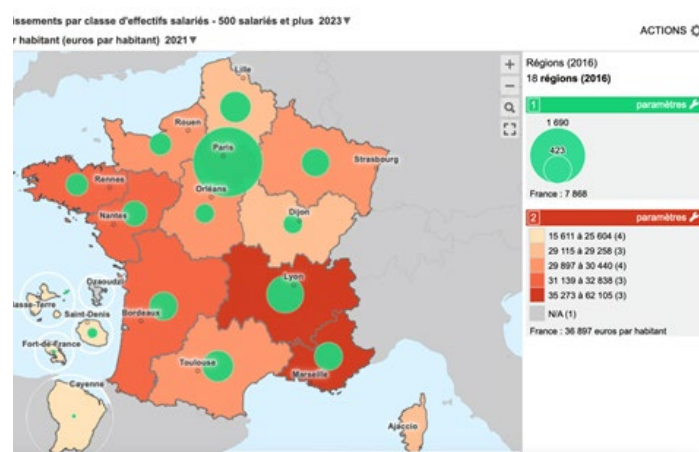 issements par classe d'effectifs salariés - 500 salariés et plus 2023 ▼
r habitant (euros par habitant) 2021 ▼
ACTIONS
Régions (2016)
18 régions (2016)
1 paramètres
1 690
423
France : 7 868
2 paramètres
15 611 à 25 604 (4)
29 115 à 29 258 (3)
29 897 à 30 440 (4)
31 139 à 32 838 (3)
35 273 à 62 105 (3)
N/A (1)
France : 36 897 euros par habitant
Lille
Rouen
Paris
Strasbourg
Rennes
Orléans
Nantes
Dijon
Lyon
Dzaoudzi
asse-Terre
Saint-Denis
Bordeaux
Fort-de-France
Toulouse
Marseille
Cayenne
Ajaccio
+
−